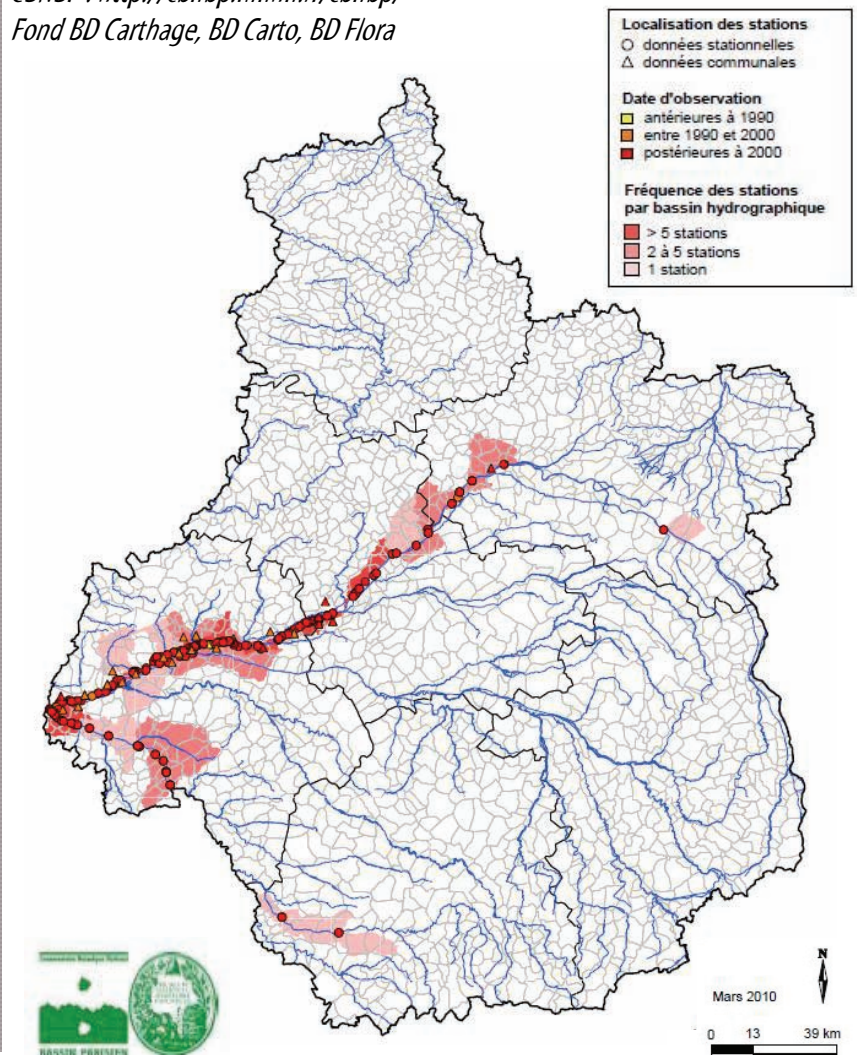 Fond BD Carthage, BD Carto, BD Flora
Localisation des stations
données stationnelles
données communales
Date d'observation
antérieures à 1990
entre 1990 et 2000
postérieures à 2000
Fréquence des stations
par bassin hydrographique
> 5 stations
2 à 5 stations
1 station
N
Mars 2010
0 13 39 km
BASSIN PARISIEN